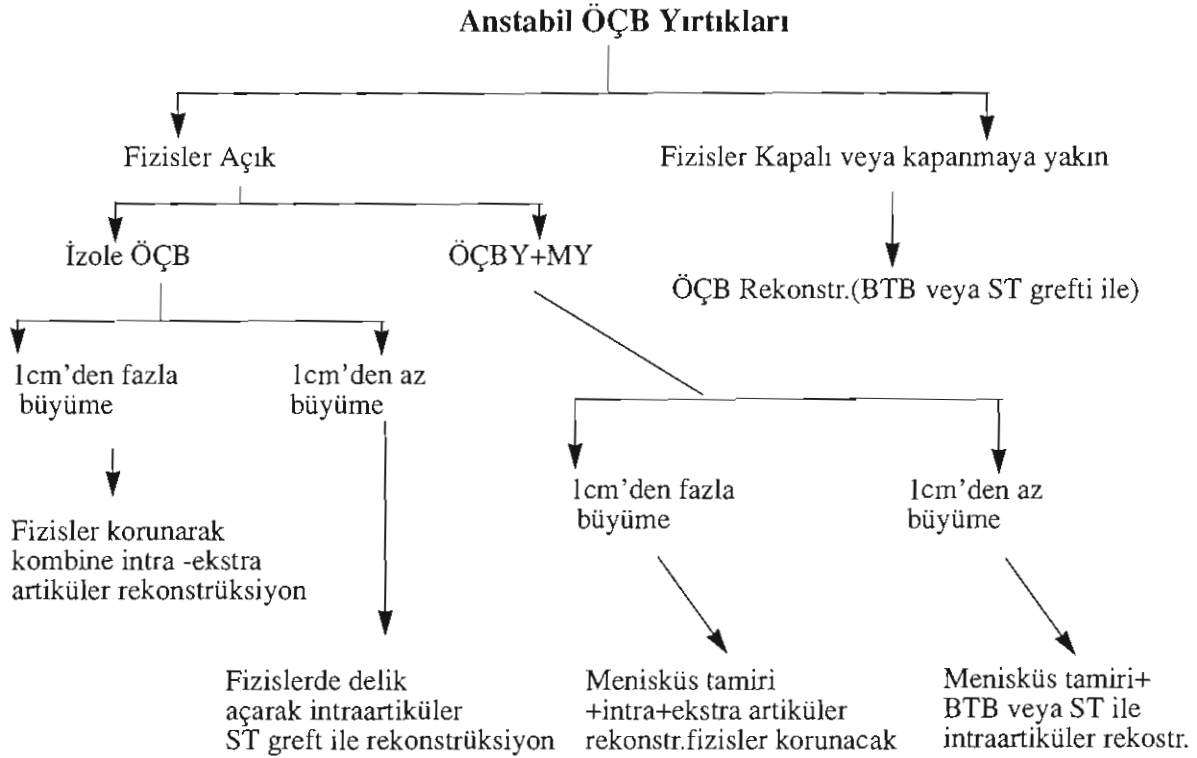 Anstabil ÖÇB Yırtıkları
Fizisler Açık
Fizisler Kapalı veya kapanmaya yakın
İzole ÖÇB
ÖÇBY+MY
ÖÇB Rekonstr.(BTB veya ST grefti ile)
1cm'den fazla
büyüme
1cm'den az
büyüme
1cm'den fazla
büyüme
1cm'den az
büyüme
Fizisler korunarak
kombine intra -ekstra
artiküler rekonstrüksiyon
Fizislerde delik
açarak intraartiküler
ST greft ile rekonstrüksiyon
Menisküs tamiri
+intra+ekstra artiküler
rekonstr.fizisler korunacak
Menisküs tamiri+
BTB veya ST ile
intraartiküler rekostr.